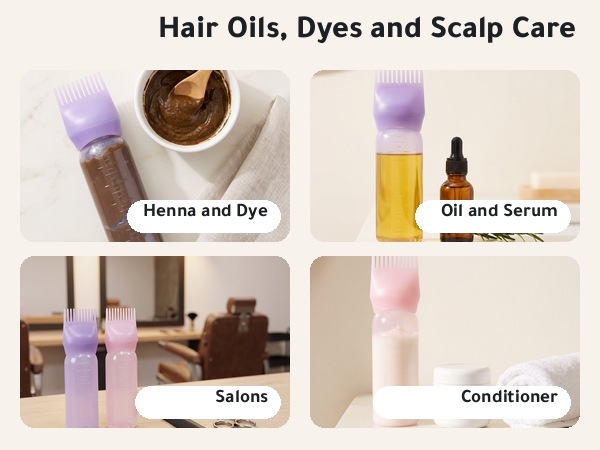 Hair Oils, Dyes and Scalp Care
Henna and Dye
Oil and Serum
Salons
Conditioner